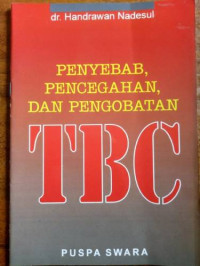 dr. Handrawan Nadesul
PENYEBAB,
PENCEGAHAN,
DAN PENGOBATAN
TBC
PUSPA SWARA